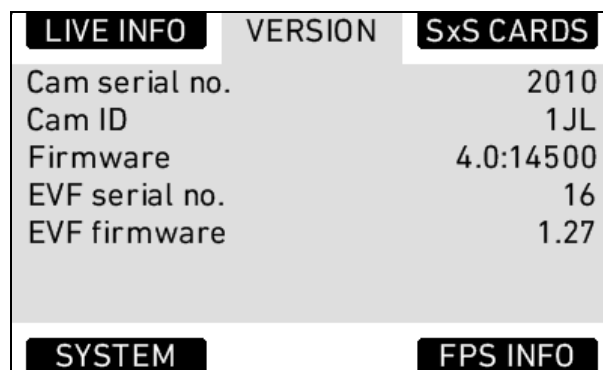 LIVE INFO VERSION SxS CARDS
Cam serial no. 2010
Cam ID 1JL
Firmware 4.0:14500
EVF serial no. 16
EVF firmware 1.27
SYSTEM FPS INFO